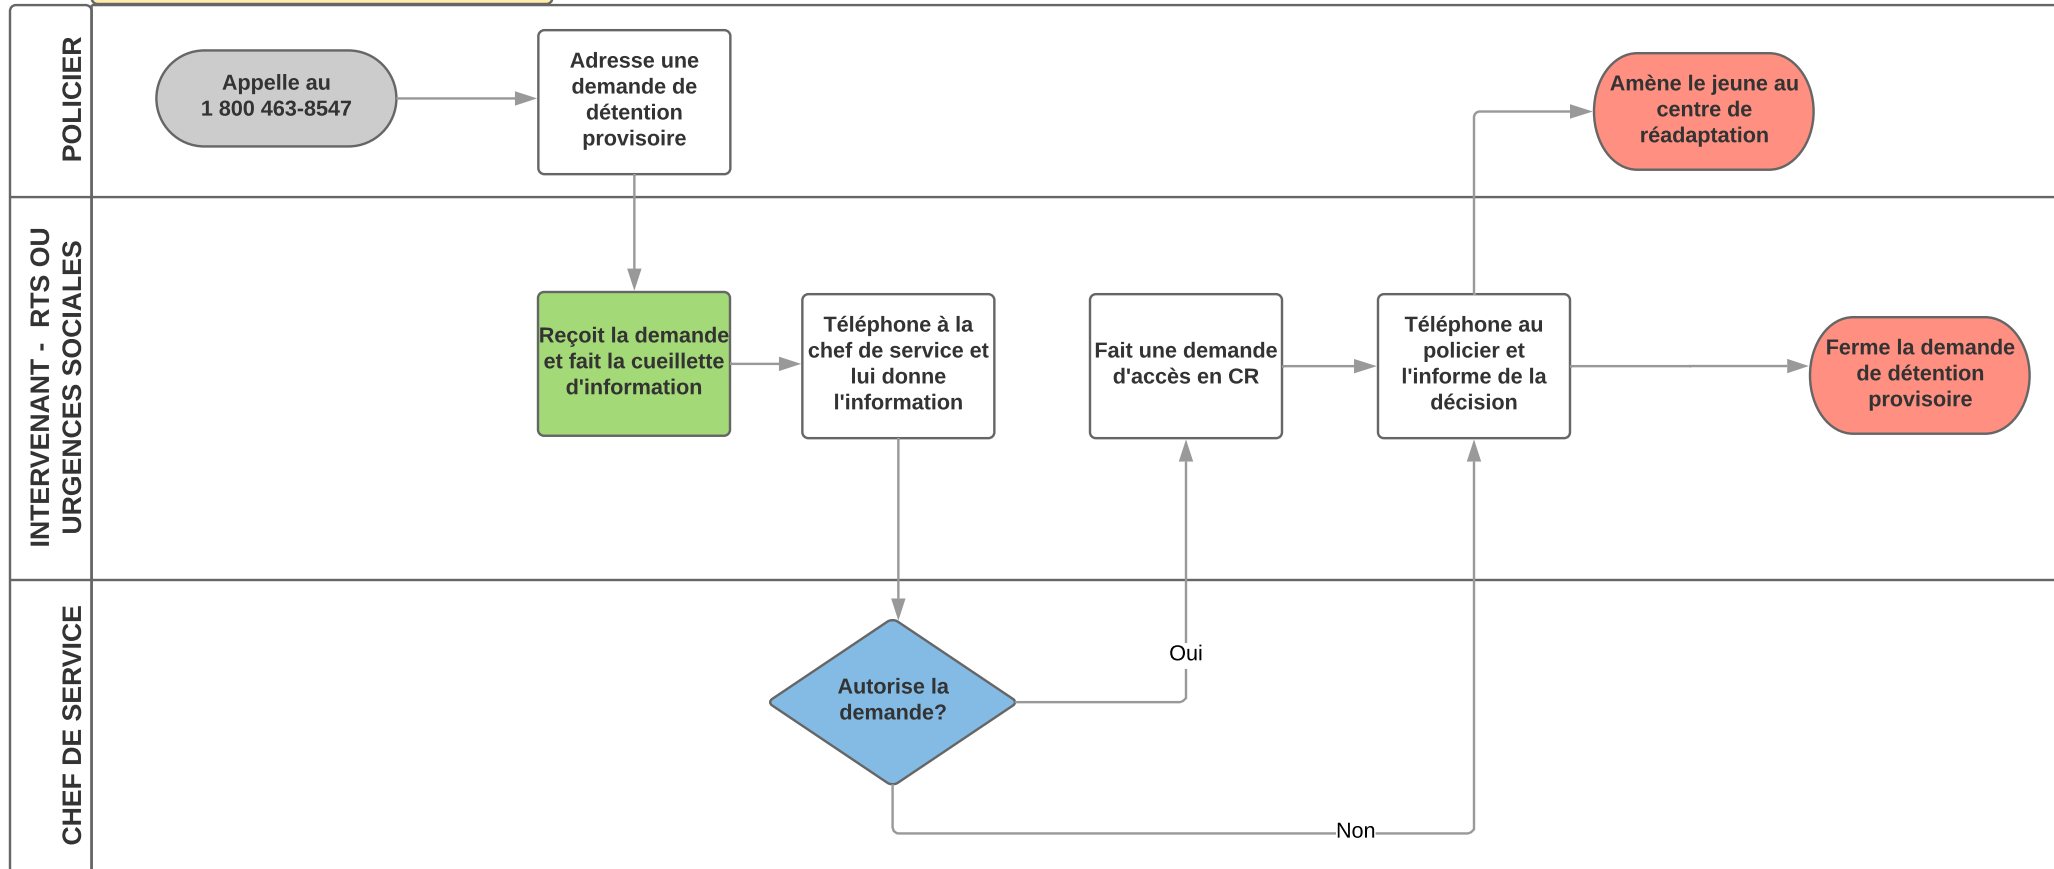 POLICIER
Appelle au
1 800 463-8547
Adresse une
demande de
détention
provisoire
Amène le jeune au
centre de
réadaptation
INTERVENANT - RTS OU
URGENCES SOCIALES
Reçoit la demande
et fait la cueillette
d'information
Téléphone à la
chef de service et
lui donne
l'information
Fait une demande
d'accès en CR
Téléphone au
policier et
l'informe de la
décision
Ferme la demande
de détention
provisoire
CHEF DE SERVICE
Autorise la
demande?
Oui
Non